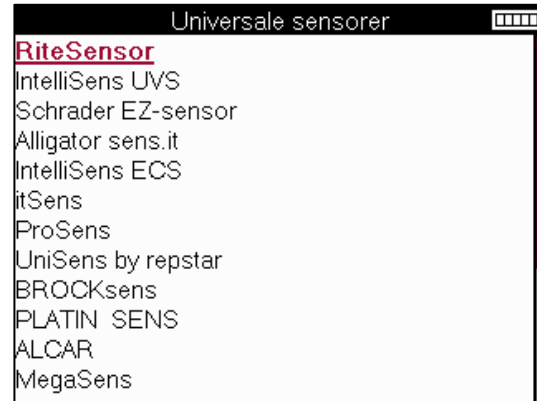 Universale sensorer
RiteSensor
IntelliSens UVS
Schrader EZ-sensor
Alligator sens.it
IntelliSens ECS
itSens
ProSens
UniSens by repstar
BROCKsens
PLATIN SENS
ALCAR
MegaSens